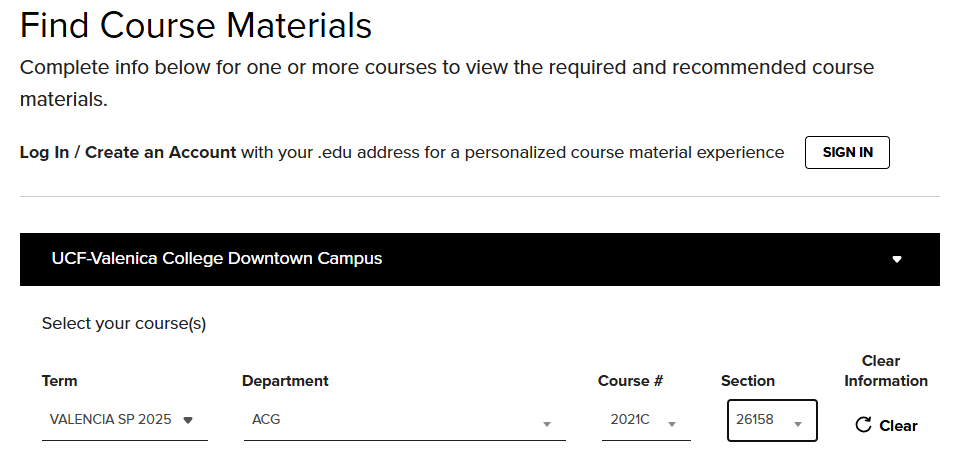 Find Course Materials
Complete info below for one or more courses to view the required and recommended course
materials.
Log In / Create an Account with your .edu address for a personalized course material experience
SIGN IN
UCF-Valenica College Downtown Campus
Select your course(s)
Term
Department
Course #
Section
Clear
Information
VALENCIA SP 2025
ACG
2021C
26158
Clear